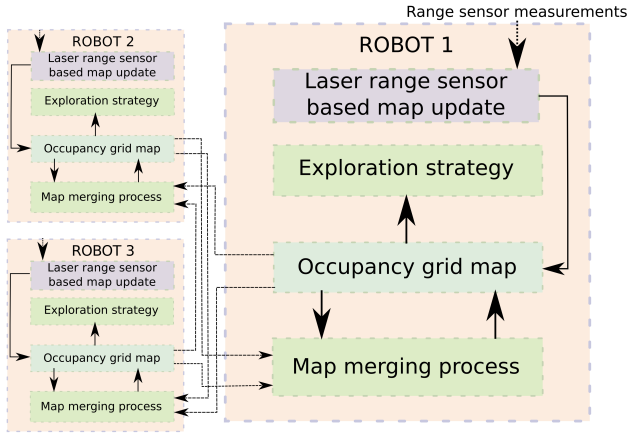 Range sensor measurements
ROBOT 2
Laser range sensor
based map update
Exploration strategy
Occupancy grid map
Map merging process
ROBOT 3
Laser range sensor
based map update
Exploration strategy
Occupancy grid map
Map merging process
ROBOT 1
Laser range sensor
based map update
Exploration strategy
Occupancy grid map
Map merging process